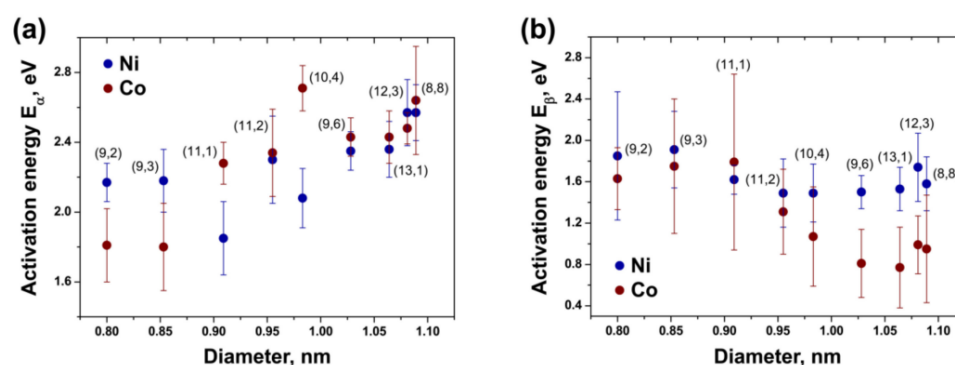 (a)
Activation energy Eα, eV
2.8
2.4
2.0
1.6
Ni
Co
(9,2)
(9,3)
(11,1)
(11,2)
(10,4)
(9,6)
(12,3)
(13,1)
(8,8)
0.80 0.85 0.90 0.95 1.00 1.05 1.10
Diameter, nm
(b)
Activation energy Eβ, eV
2.8
2.4
2.0
1.6
1.2
0.8
0.4
(9,2)
(9,3)
(11,1)
(11,2)
(10,4)
(9,6)
(13,1)
(12,3)
(8,8)
Ni
Co
0.80 0.85 0.90 0.95 1.00 1.05 1.10
Diameter, nm